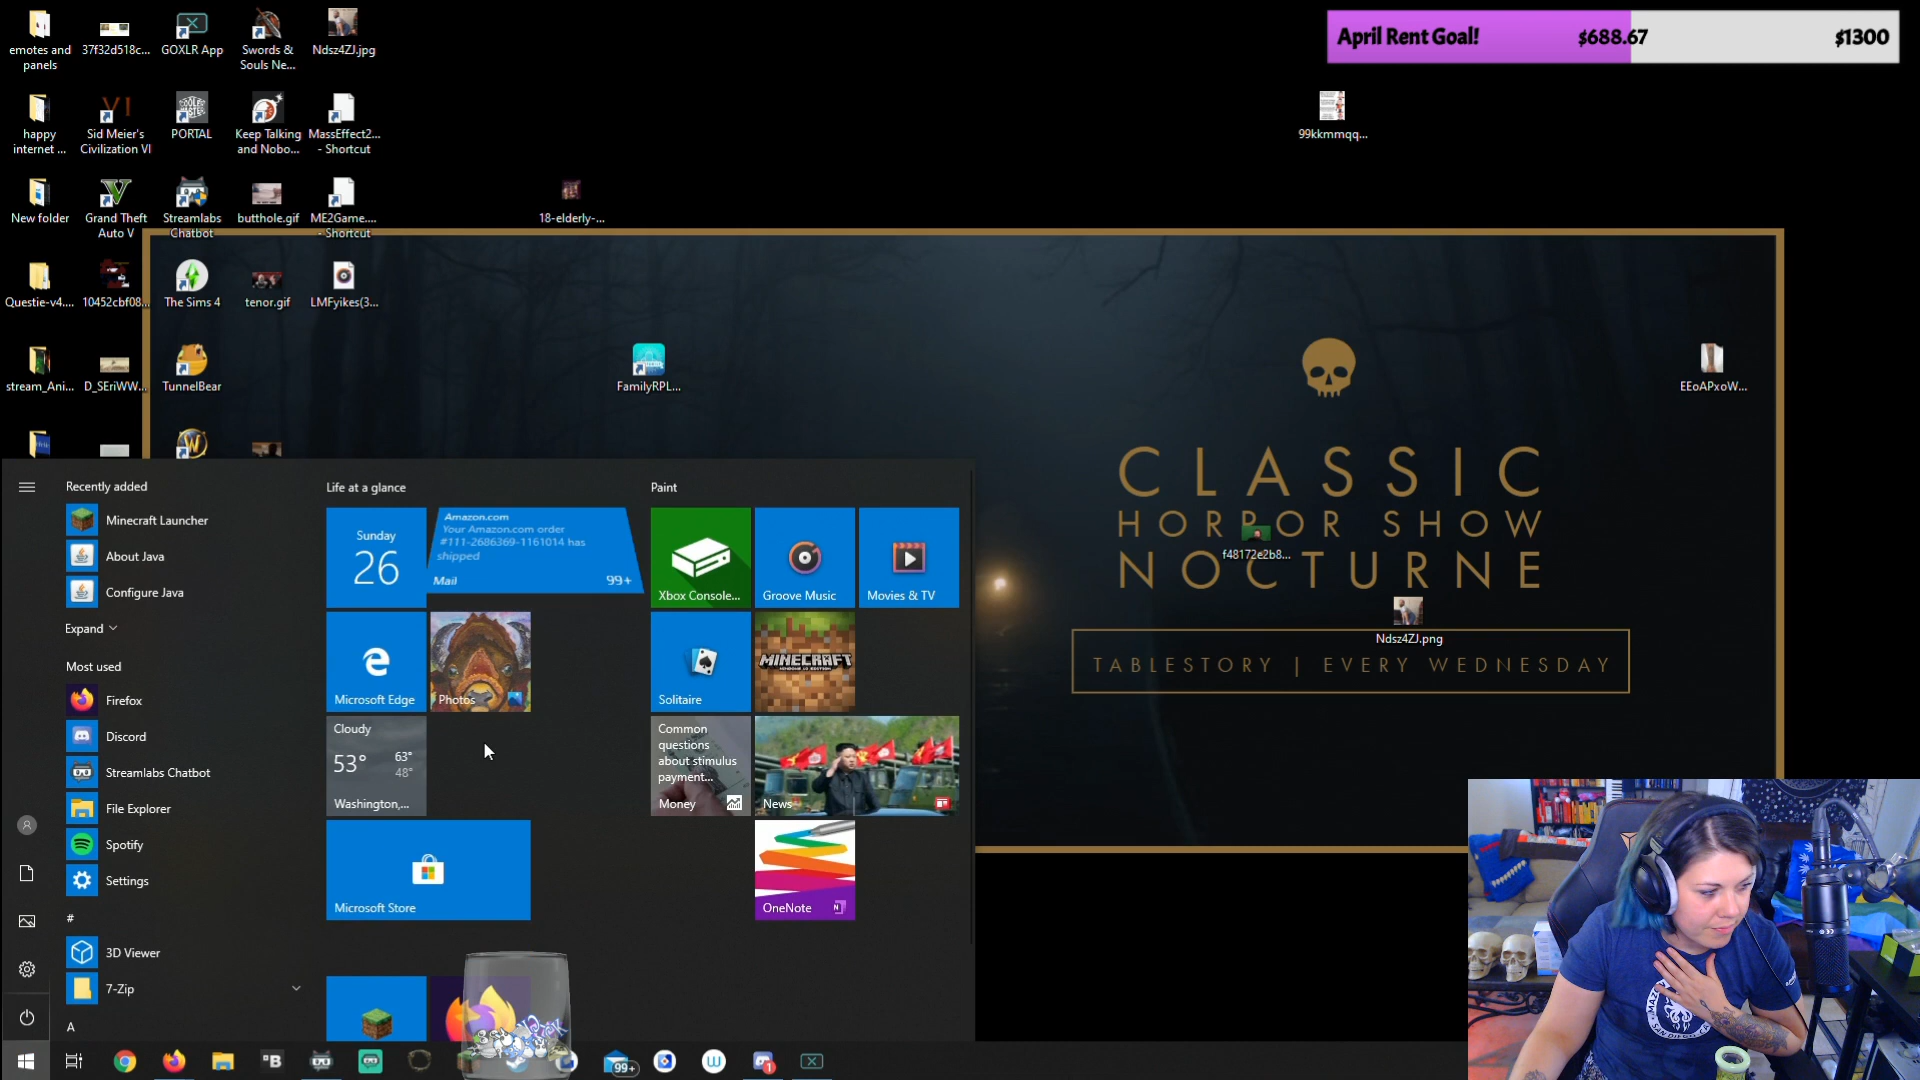 emotes and
panels
37f32d518c...
GOXLR App
Swords &
Souls Ne...
Ndsz4ZJ.jpg
April Rent Goal!
$688.67
$1300
happy
internet ...
Sid Meier's
Civilization VI
PORTAL
Keep Talking
and Nobo...
MassEffect2...
- Shortcut
99kkmmqq...
New folder
Grand Theft
Auto V
Streamlabs
Chatbot
butthole.gif
ME2Game....
- Shortcut
18-elderly-...
Questie-v4....
10452cbf08...
The Sims 4
tenor.gif
LMFyikes(3...
stream_Ani...
D_SEriWW...
TunnelBear
FamilyRPL...
EEoAPxoW...
CLASSIC
HORROR SHOW
NOCTURNE
f48172e2b8...
Ndsz4ZJ.png
TABLESTORY | EVERY WEDNESDAY
Recently added
Minecraft Launcher
About Java
Configure Java
Expand
Most used
Firefox
Discord
Streamlabs Chatbot
File Explorer
Spotify
Settings
#
3D Viewer
7-Zip
A
Life at a glance
Sunday
26
Amazon.com
Your Amazon.com order
#111-2686369-1161014 has
shipped
Mail
99+
Microsoft Edge
Photos
Cloudy
53°
63°
48°
Washington,...
Microsoft Store
Paint
Xbox Console...
Groove Music
Movies & TV
Solitaire
MINECRAFT
Common
questions
about stimulus
payment...
Money
News
OneNote
99+
1